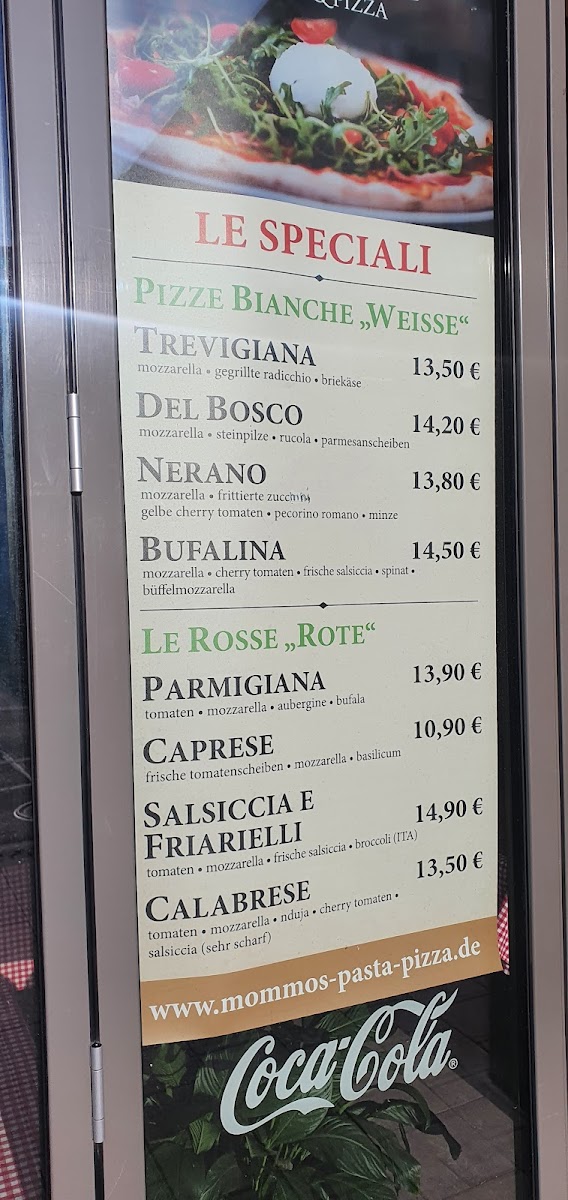 PIZZA
LE SPECIALI
PIZZE BIANCHE „WEISSE“
TREVIGIANA 13,50 €
mozzarella • gegrillte radicchio • briekäse
DEL BOSCO 14,20 €
mozzarella • steinpilze • rucola • parmesanscheiben
NERANO 13,80 €
mozzarella • frittierte zucchini
gelbe cherry tomaten • pecorino romano • minze
BUFALINA 14,50 €
mozzarella • cherry tomaten • frische salsiccia • spinat •
büffelmozzarella
LE ROSSE „ROTE“
PARMIGIANA 13,90 €
tomaten • mozzarella • aubergine • bufala
CAPRESE 10,90 €
frische tomatenscheiben • mozzarella • basilicum
SALSICCIA E
FRIARIELLI 14,90 €
tomaten • mozzarella • frische salsiccia • broccoli (ITA)
CALABRESE 13,50 €
tomaten • mozzarella • nduja • cherry tomaten •
salsiccia (sehr scharf)
www.mommos-pasta-pizza.de
Coca-Cola®